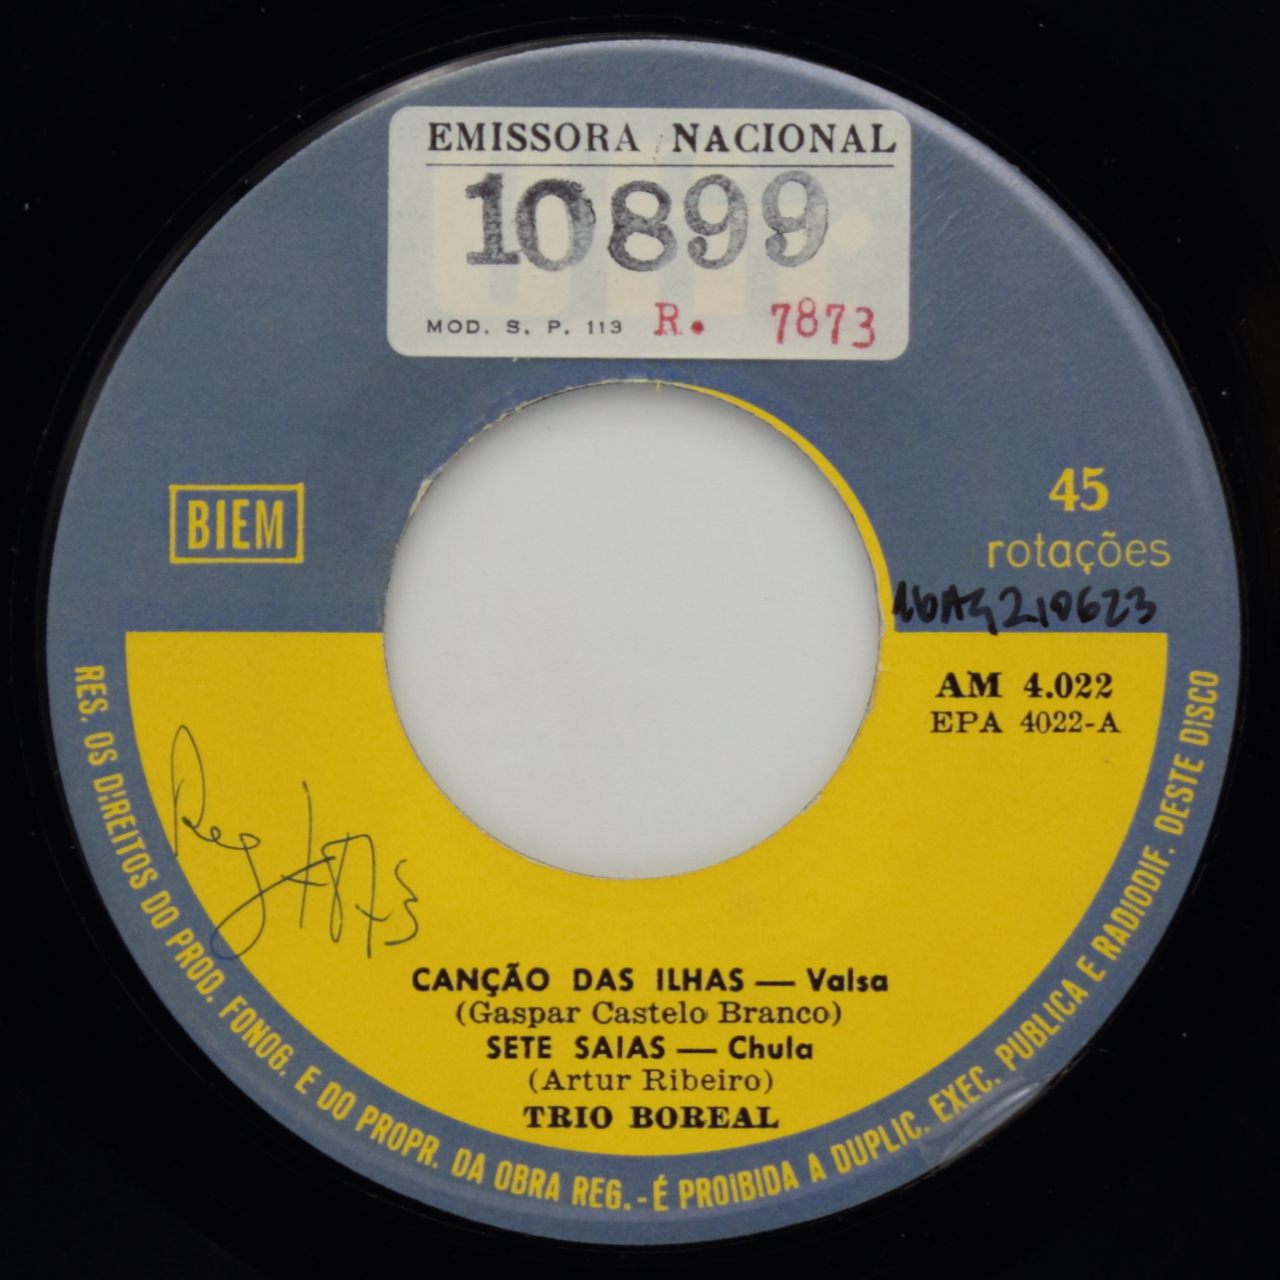 EMISSORA NACIONAL
10899
MOD. S. P. 113 R. 7873
BIEM
45
rotações
AM 4.022
EPA 4022-A
Reg 7873
CANÇÃO DAS ILHAS — Valsa
(Gaspar Castelo Branco)
SETE SAIAS — Chula
(Artur Ribeiro)
TRIO BOREAL
RES. OS DIREITOS DO PROD. FONOG. E DO PROPR. DA OBRA REG. - É PROIBIDA A DUPLIC. EXEC. PUBLICA E RADIODIF. DESTE DISCO